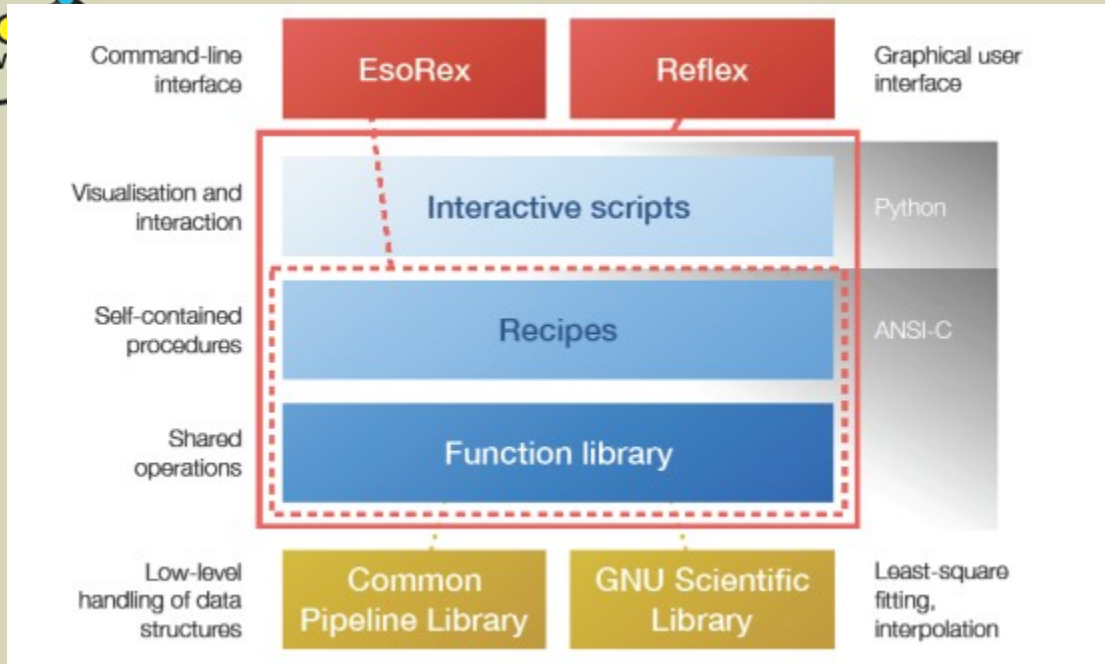 Command-line
interface
EsoRex
Reflex
Graphical user
interface
Visualisation and
interaction
Interactive scripts
Python
Self-contained
procedures
Recipes
ANSI-C
Shared
operations
Function library
Low-level
handling of data
structures
Common
Pipeline Library
GNU Scientific
Library
Least-square
fitting,
interpolation